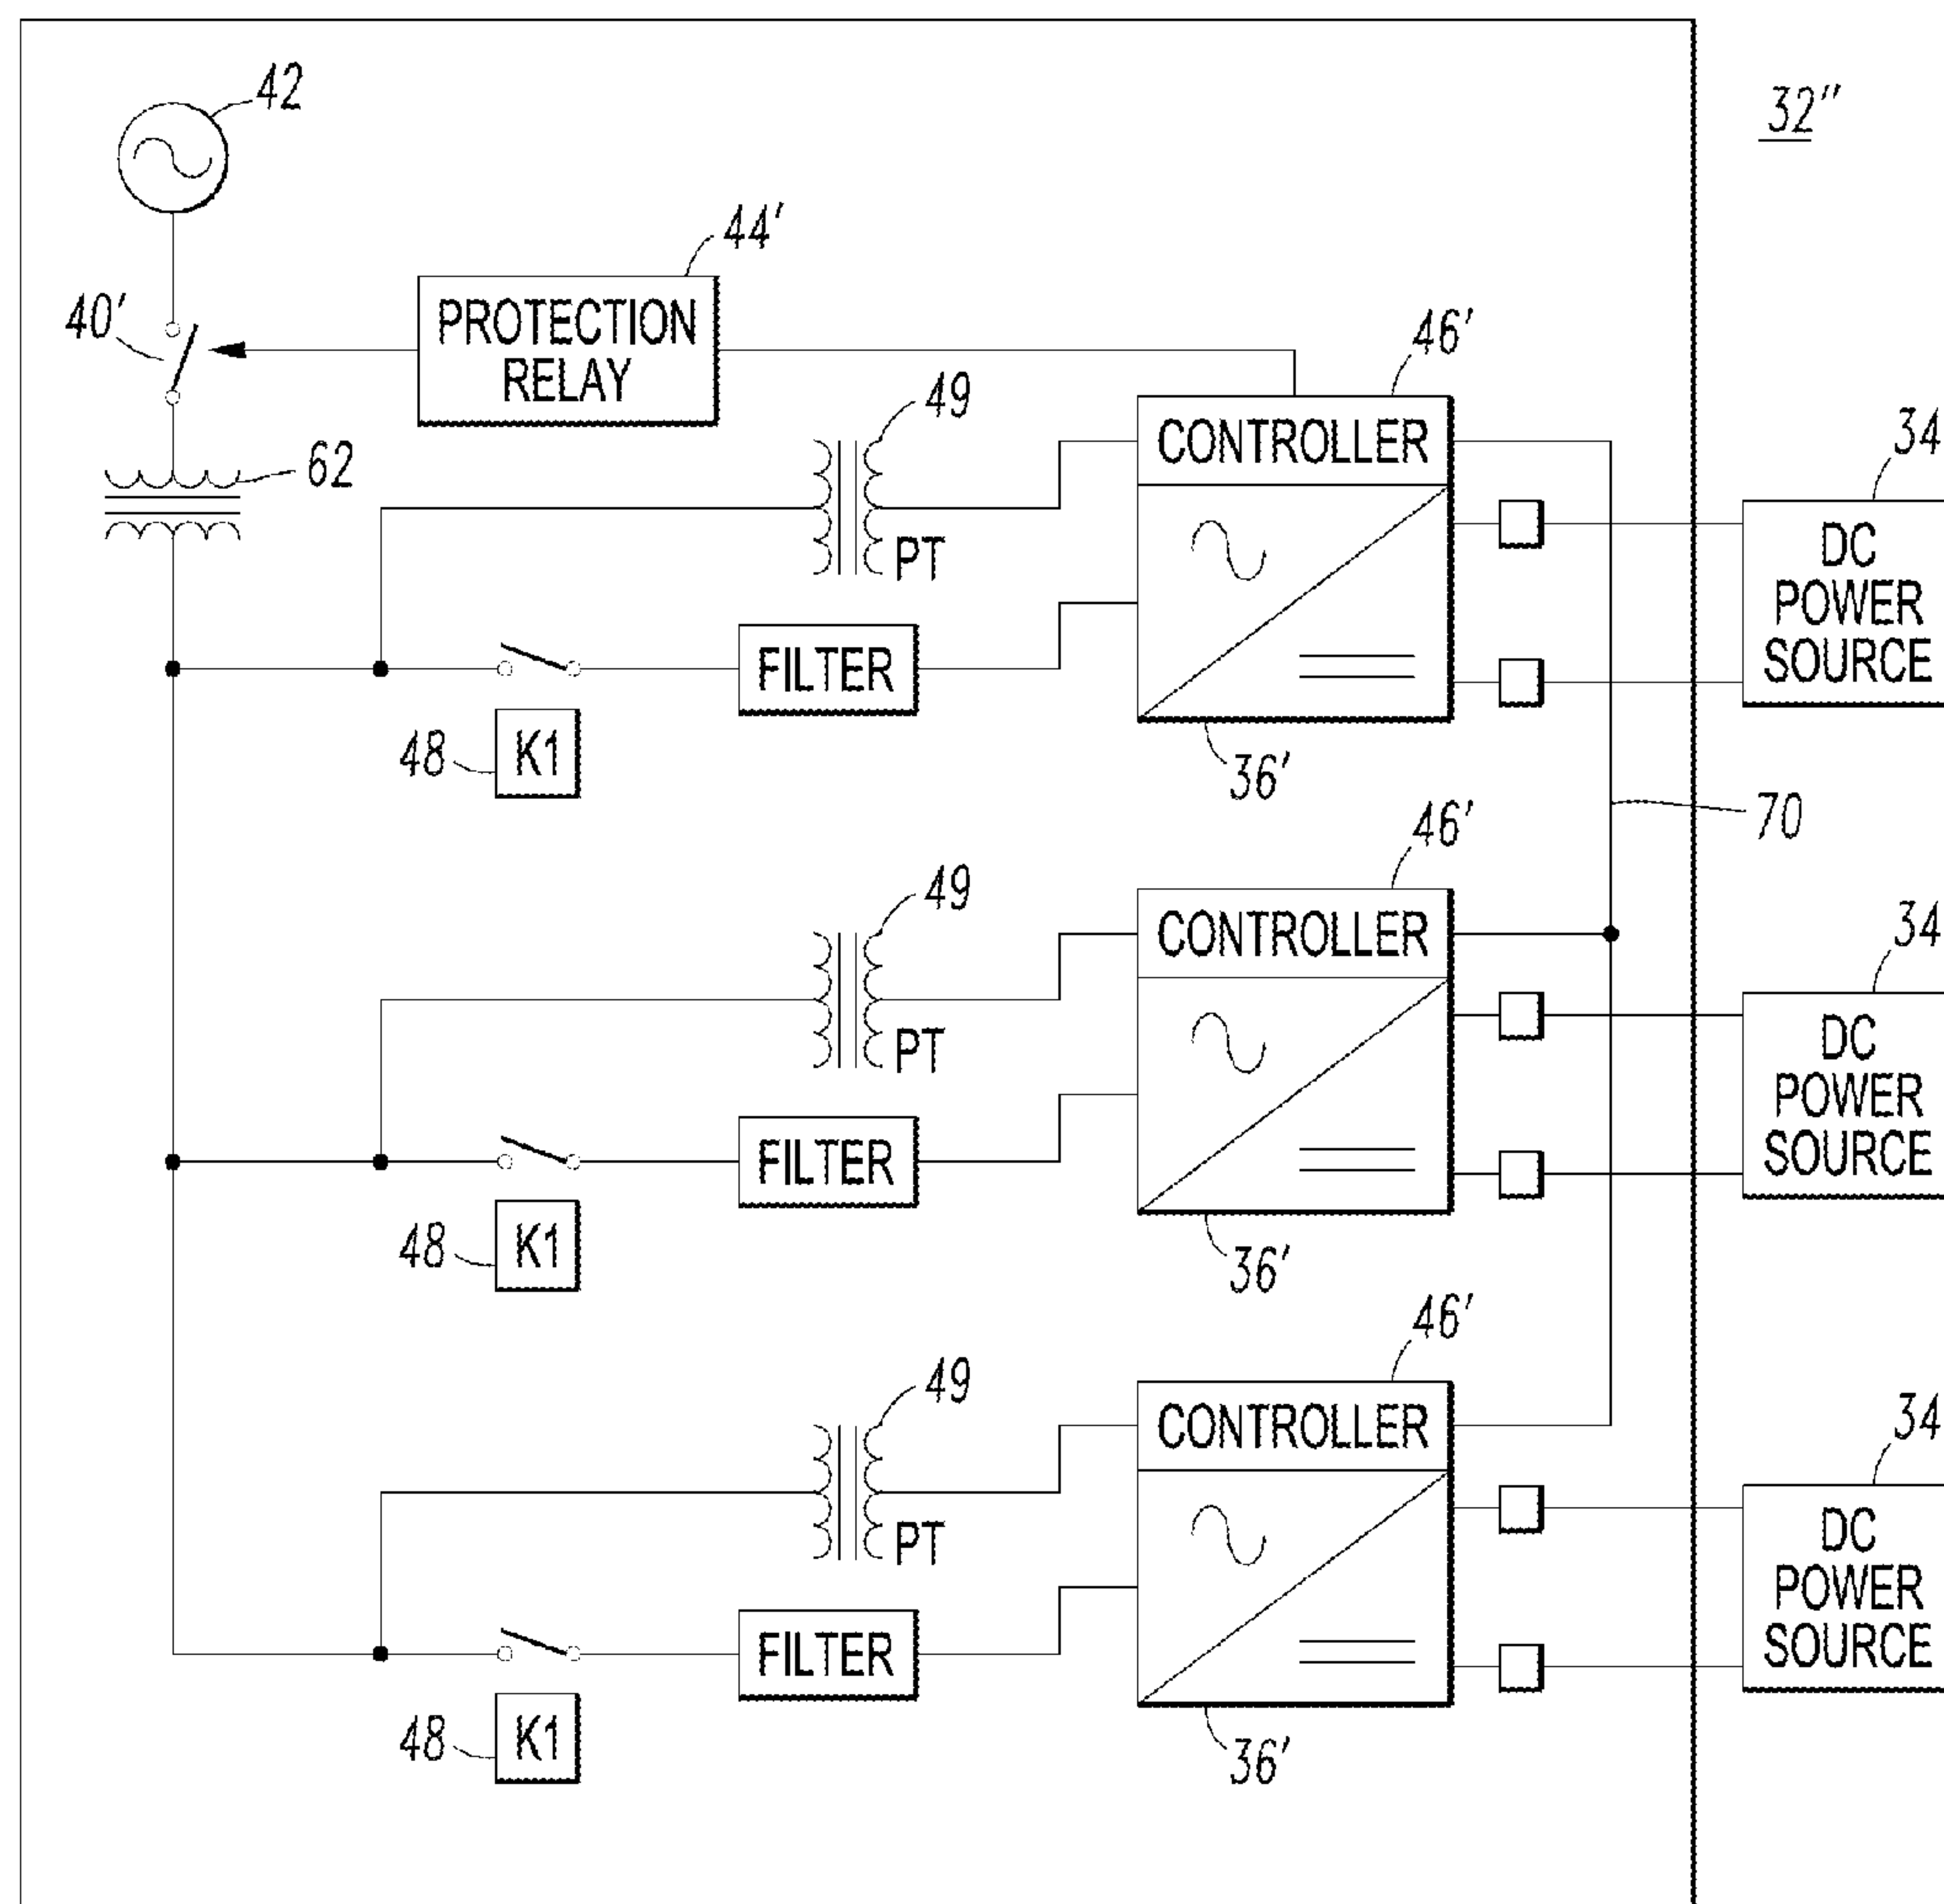 42
32"
44'
40'
PROTECTION
RELAY
46'
49
62
CONTROLLER
34
PT
DC
POWER
SOURCE
FILTER
48
K1
36'
70
46'
49
CONTROLLER
34
PT
DC
POWER
SOURCE
FILTER
48
K1
36'
46'
49
CONTROLLER
34
PT
DC
POWER
SOURCE
FILTER
48
K1
36'